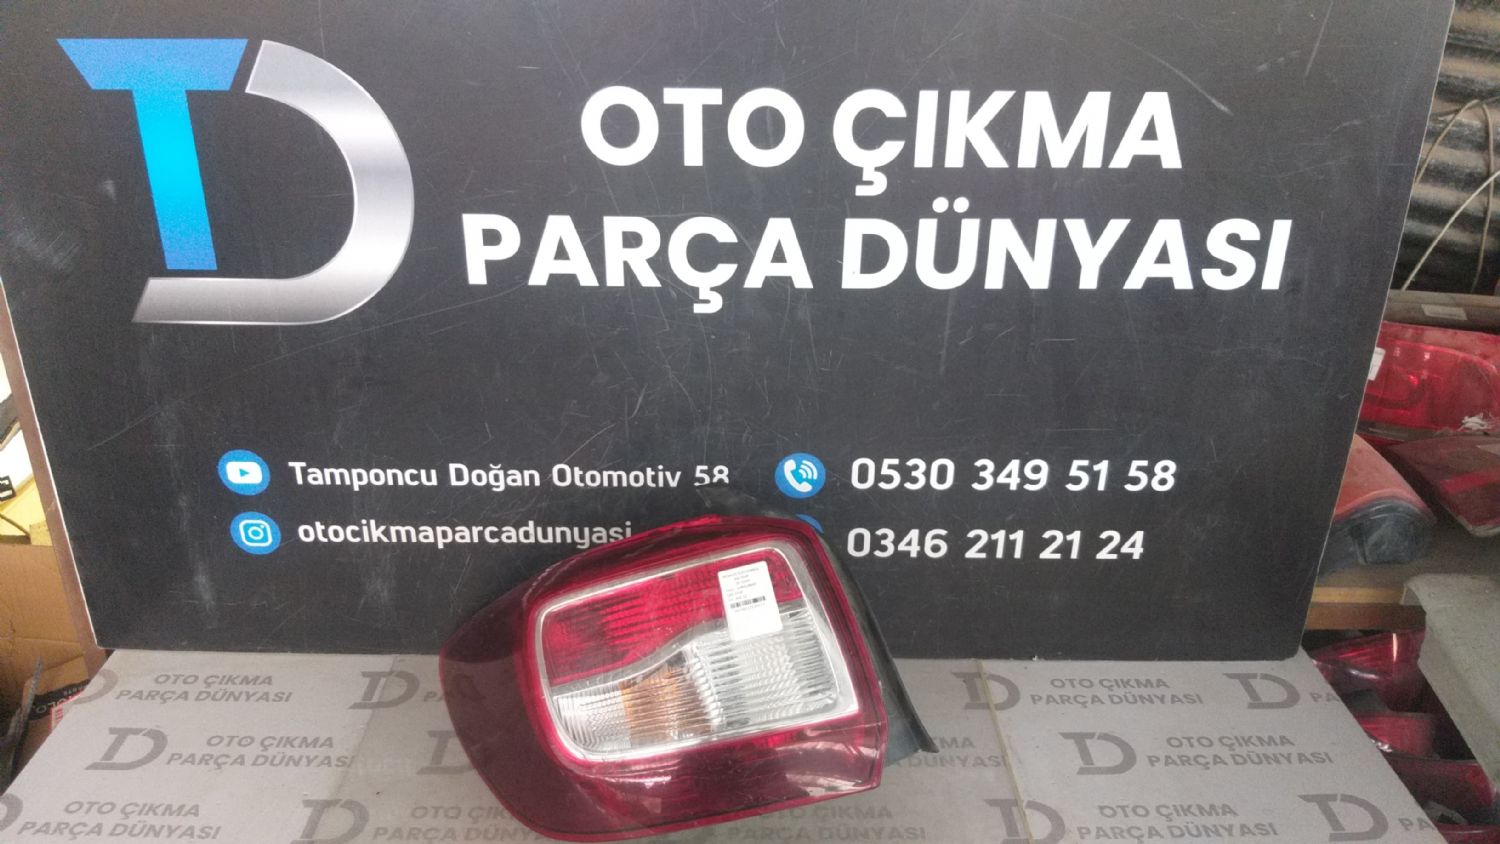 TD
OTO ÇIKMA
PARÇA DÜNYASI
Tamponcu Doğan Otomotiv 58
otocikmaparcadunyasi
0530 349 51 58
0346 211 21 24
OTO ÇIKMA
PARÇA DÜNYASI
OTO ÇIKMA
PARÇA DÜNYASI
OTO ÇIKMA
PARÇA DÜNYASI
OTO ÇIKMA
PARÇA DÜNYASI
OTO ÇIKMA
PARÇA DÜNYASI
OTO ÇIKMA
PARÇA DÜNYASI